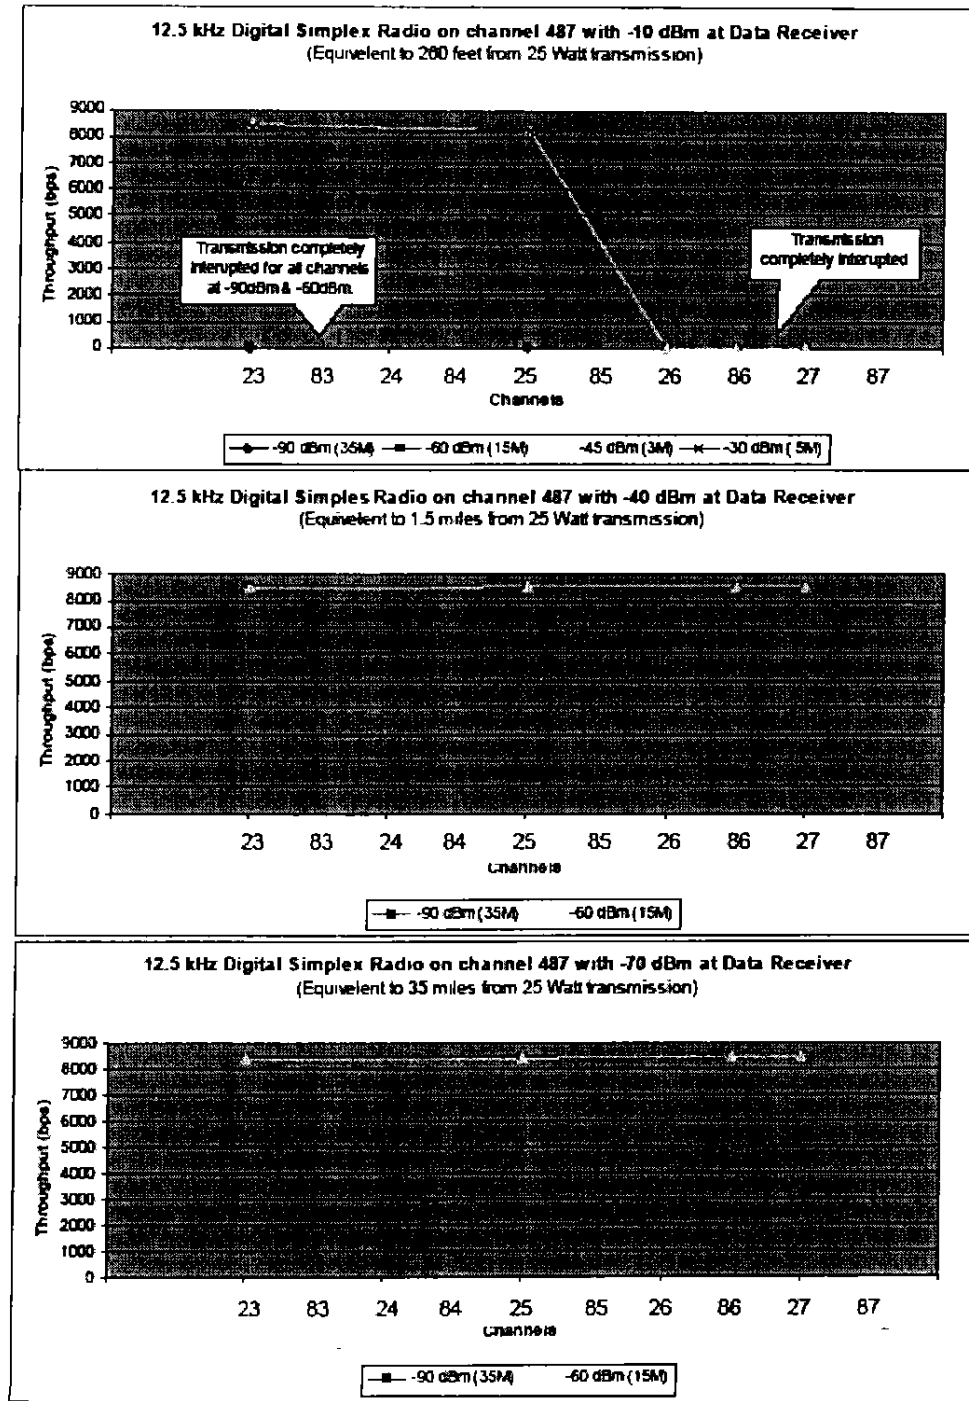 12.5 kHz Digital Simplex Radio on channel 487 with -10 dBm at Data Receiver
(Equivelent to 200 feet from 25 Watt transmission)
9000
8000
7000
6000
5000
4000
3000
2000
1000
0
Throughput (bps)
Transmission completely
interupted for all channels
at -90dBm & -60dBm.
Transmission
completely interupted
23 83 24 84 25 85 26 86 27 87
Channels
-90 dBm (35M) -60 dBm (15M) -45 dBm (3M) -30 dBm (.5M)
12.5 kHz Digital Simples Radio on channel 487 with -40 dBm at Data Receiver
(Equivelent to 1.5 miles from 25 Watt transmission)
9000
8000
7000
6000
5000
4000
3000
2000
1000
0
Throughput (bps)
23 83 24 84 25 85 26 86 27 87
Channels
-90 dBm (35M) -60 dBm (15M)
12.5 kHz Digital Simplex Radio on channel 487 with -70 dBm at Data Receiver
(Equivelent to 35 miles from 25 Watt transmission)
9000
8000
7000
6000
5000
4000
3000
2000
1000
0
Throughput (bps)
23 83 24 84 25 85 26 86 27 87
Channels
-90 dBm (35M) -60 dBm (15M)